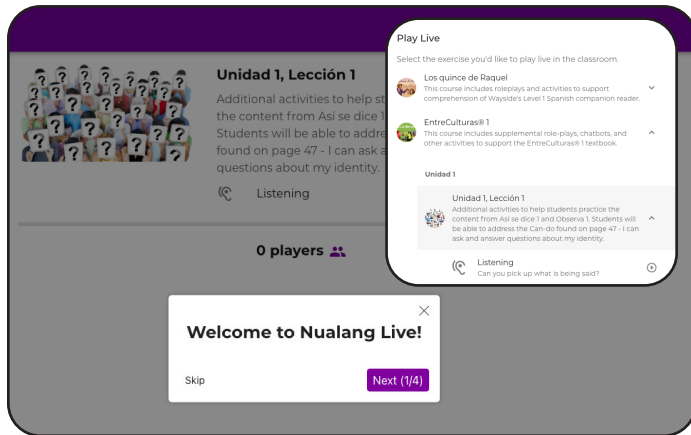 Unidad 1, Lección 1
Additional activities to help st
the content from Así se dice 1
Students will be able to addre
found on page 47 - I can ask a
questions about my identity.
Listening
0 players
Welcome to Nualang Live!
Skip
Next (1/4)
Play Live
Select the exercise you'd like to play live in the classroom.
Los quince de Raquel
This course includes roleplays and activities to support
comprehension of Wayside's Level 1 Spanish companion reader.
EntreCulturas® 1
This course includes supplemental role-plays, chatbots, and
other activities to support the EntreCulturas® 1 textbook.
Unidad 1
Unidad 1, Lección 1
Additional activities to help students practice the
content from Así se dice 1 and Observa 1. Students will
be able to address the Can-do found on page 47 - I can
ask and answer questions about my identity.
Listening
Can you pick up what is being said?